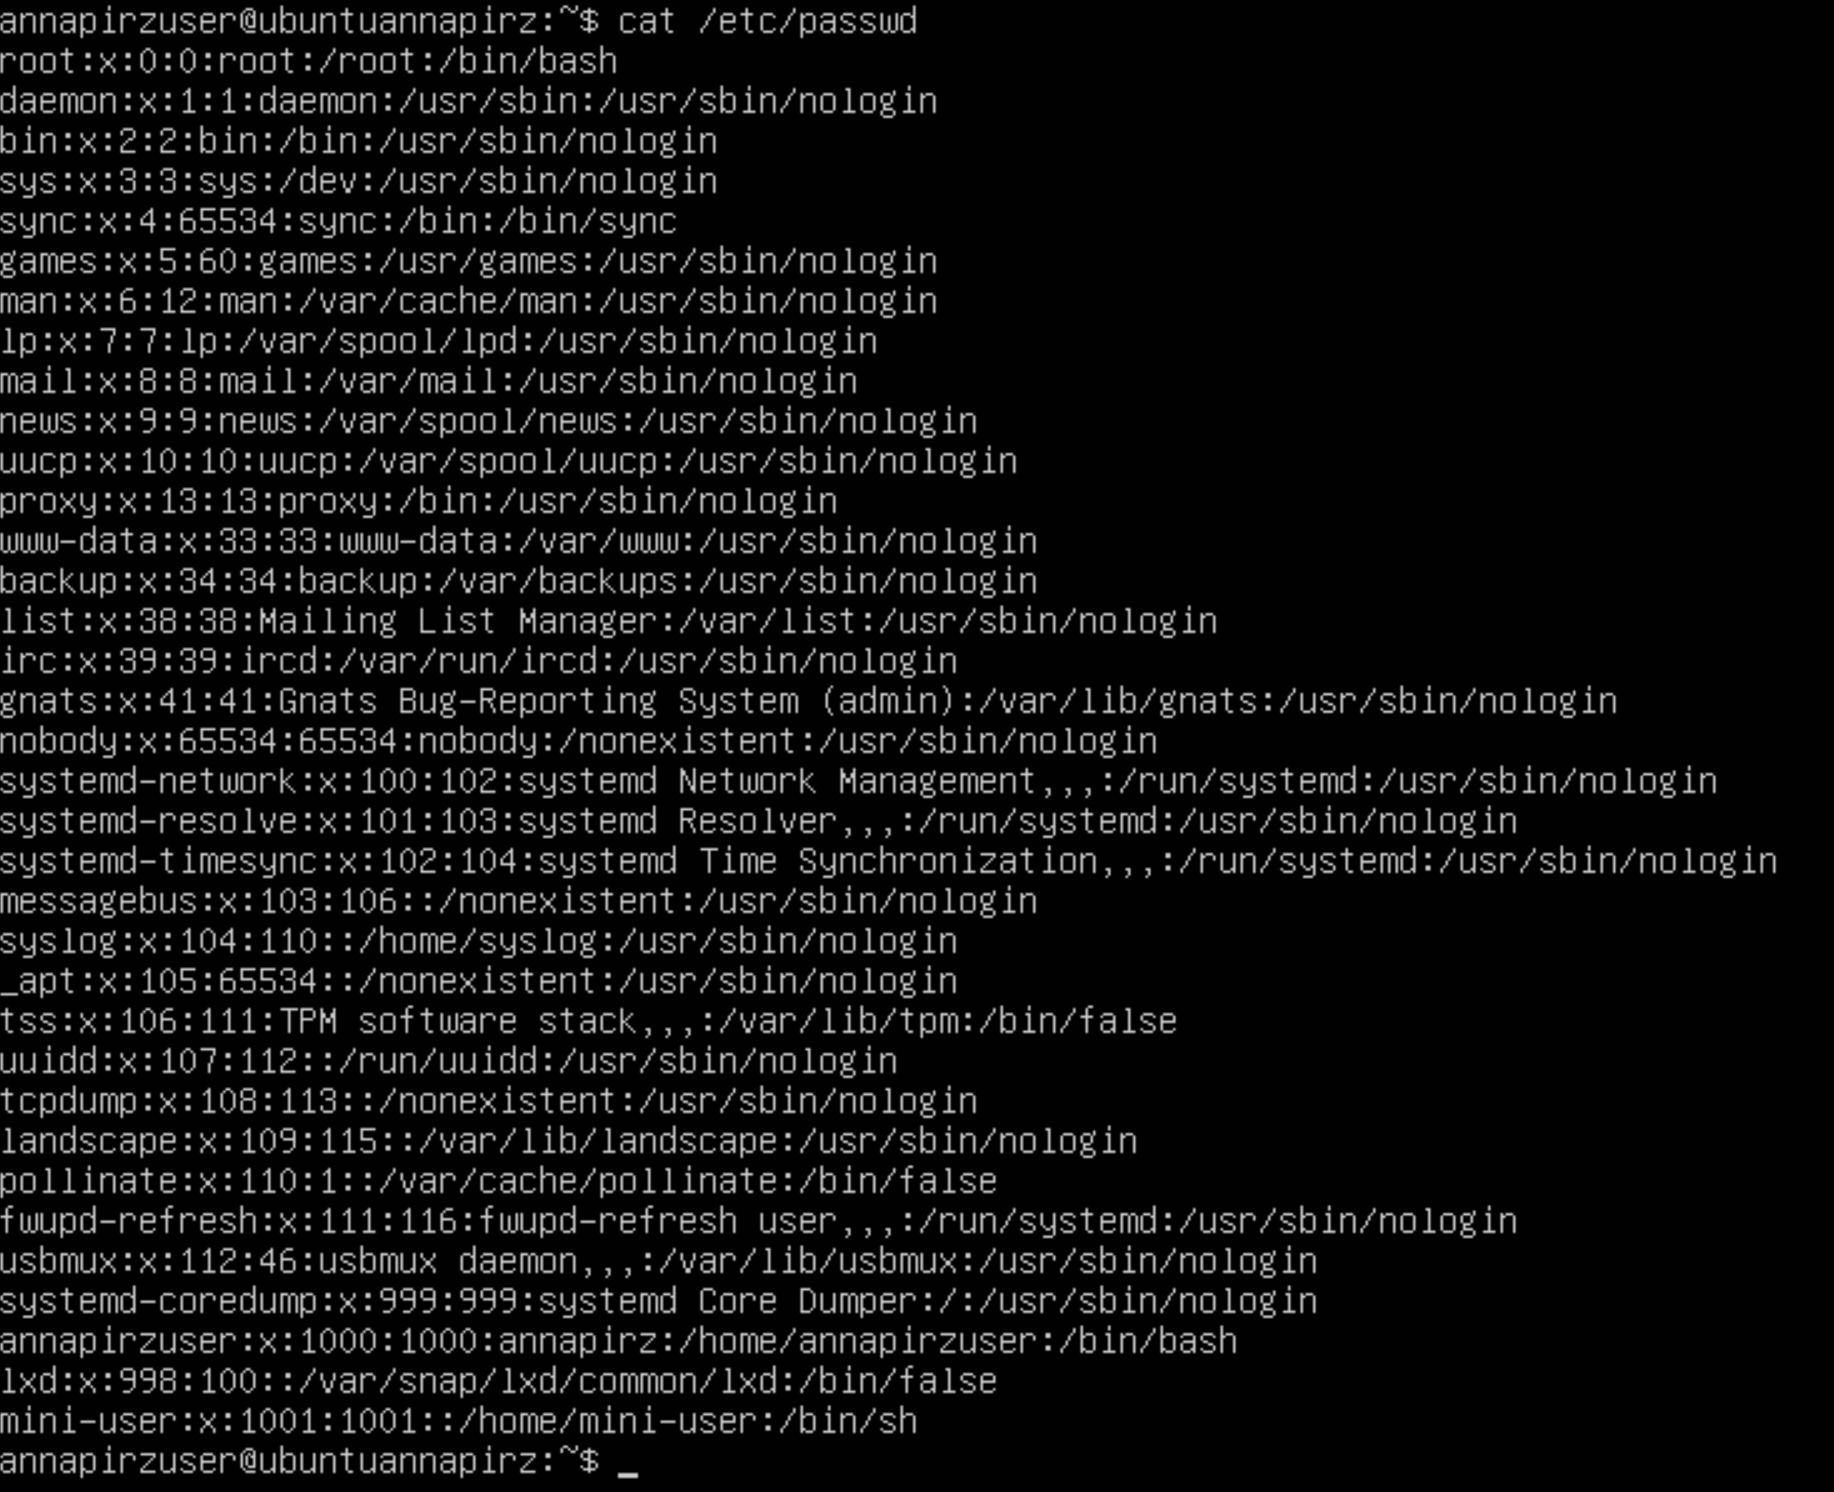 annapirzuser@ubuntuannapirz:~$ cat /etc/passwd
root:x:0:0:root:/root:/bin/bash
daemon:x:1:1:daemon:/usr/sbin:/usr/sbin/nologin
bin:x:2:2:bin:/bin:/usr/sbin/nologin
sys:x:3:3:sys:/dev:/usr/sbin/nologin
sync:x:4:65534:sync:/bin:/bin/sync
games:x:5:60:games:/usr/games:/usr/sbin/nologin
man:x:6:12:man:/var/cache/man:/usr/sbin/nologin
lp:x:7:7:lp:/var/spool/lpd:/usr/sbin/nologin
mail:x:8:8:mail:/var/mail:/usr/sbin/nologin
news:x:9:9:news:/var/spool/news:/usr/sbin/nologin
uucp:x:10:10:uucp:/var/spool/uucp:/usr/sbin/nologin
proxy:x:13:13:proxy:/bin:/usr/sbin/nologin
www-data:x:33:33:www-data:/var/www:/usr/sbin/nologin
backup:x:34:34:backup:/var/backups:/usr/sbin/nologin
list:x:38:38:Mailing List Manager:/var/list:/usr/sbin/nologin
irc:x:39:39:ircd:/var/run/ircd:/usr/sbin/nologin
gnats:x:41:41:Gnats Bug-Reporting System (admin):/var/lib/gnats:/usr/sbin/nologin
nobody:x:65534:65534:nobody:/nonexistent:/usr/sbin/nologin
systemd-network:x:100:102:systemd Network Management,,,:/run/systemd:/usr/sbin/nologin
systemd-resolve:x:101:103:systemd Resolver,,,:/run/systemd:/usr/sbin/nologin
systemd-timesync:x:102:104:systemd Time Synchronization,,,:/run/systemd:/usr/sbin/nologin
messagebus:x:103:106::/nonexistent:/usr/sbin/nologin
syslog:x:104:110::/home/syslog:/usr/sbin/nologin
_apt:x:105:65534::/nonexistent:/usr/sbin/nologin
tss:x:106:111:TPM software stack,,,:/var/lib/tpm:/bin/false
uuidd:x:107:112::/run/uuidd:/usr/sbin/nologin
tcpdump:x:108:113::/nonexistent:/usr/sbin/nologin
landscape:x:109:115::/var/lib/landscape:/usr/sbin/nologin
pollinate:x:110:1::/var/cache/pollinate:/bin/false
fwupd-refresh:x:111:116:fwupd-refresh user,,,:/run/systemd:/usr/sbin/nologin
usbmux:x:112:46:usbmux daemon,,,:/var/lib/usbmux:/usr/sbin/nologin
systemd-coredump:x:999:999:systemd Core Dumper:/:/usr/sbin/nologin
annapirzuser:x:1000:1000:annapirz:/home/annapirzuser:/bin/bash
lxd:x:998:100::/var/snap/lxd/common/lxd:/bin/false
mini-user:x:1001:1001::/home/mini-user:/bin/sh
annapirzuser@ubuntuannapirz:~$ _